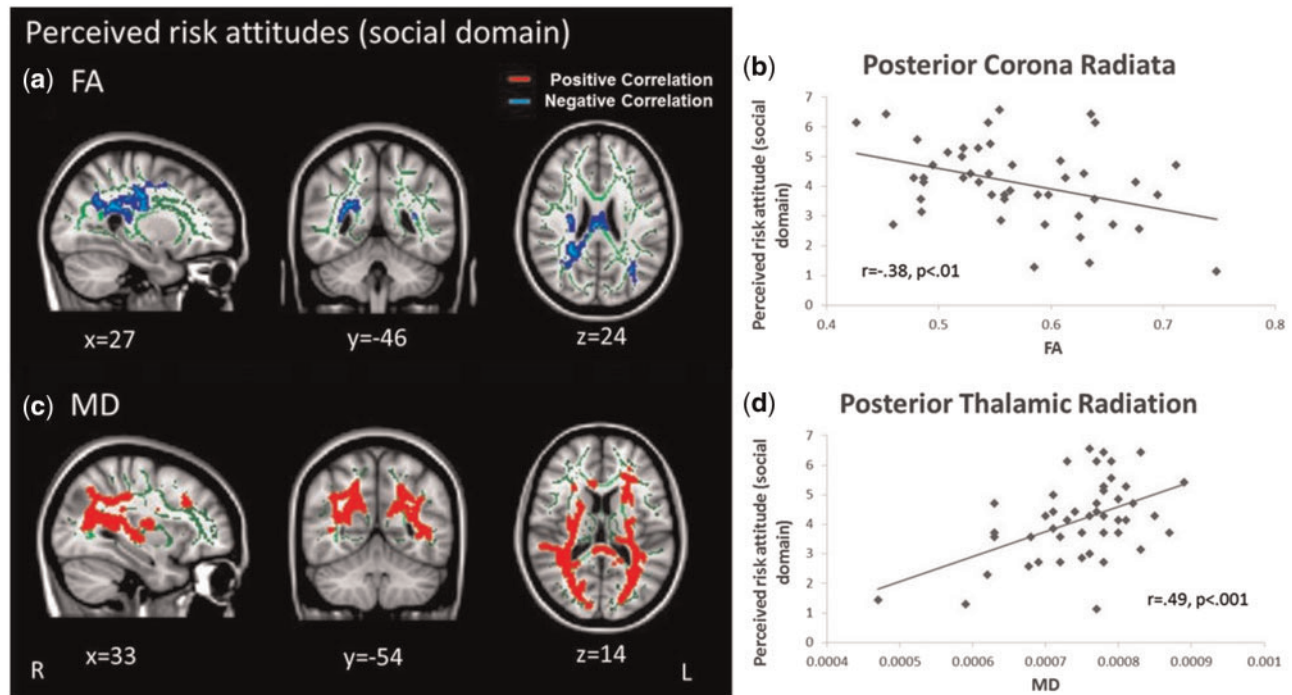 Perceived risk attitudes (social domain)
(a) FA
Positive Correlation
Negative Correlation
x=27
y=-46
z=24
(c) MD
R
x=33
y=-54
z=14
L
(b) Posterior Corona Radiata
Perceived risk attitude (social
domain)
7
6
5
4
3
2
1
0
r=-.38, p<.01
0.4
0.5
0.6
0.7
0.8
FA
(d) Posterior Thalamic Radiation
Perceived risk attitude (social
domain)
7
6
5
4
3
2
1
0
r=.49, p<.001
0.0004
0.0005
0.0006
0.0007
0.0008
0.0009
0.001
MD